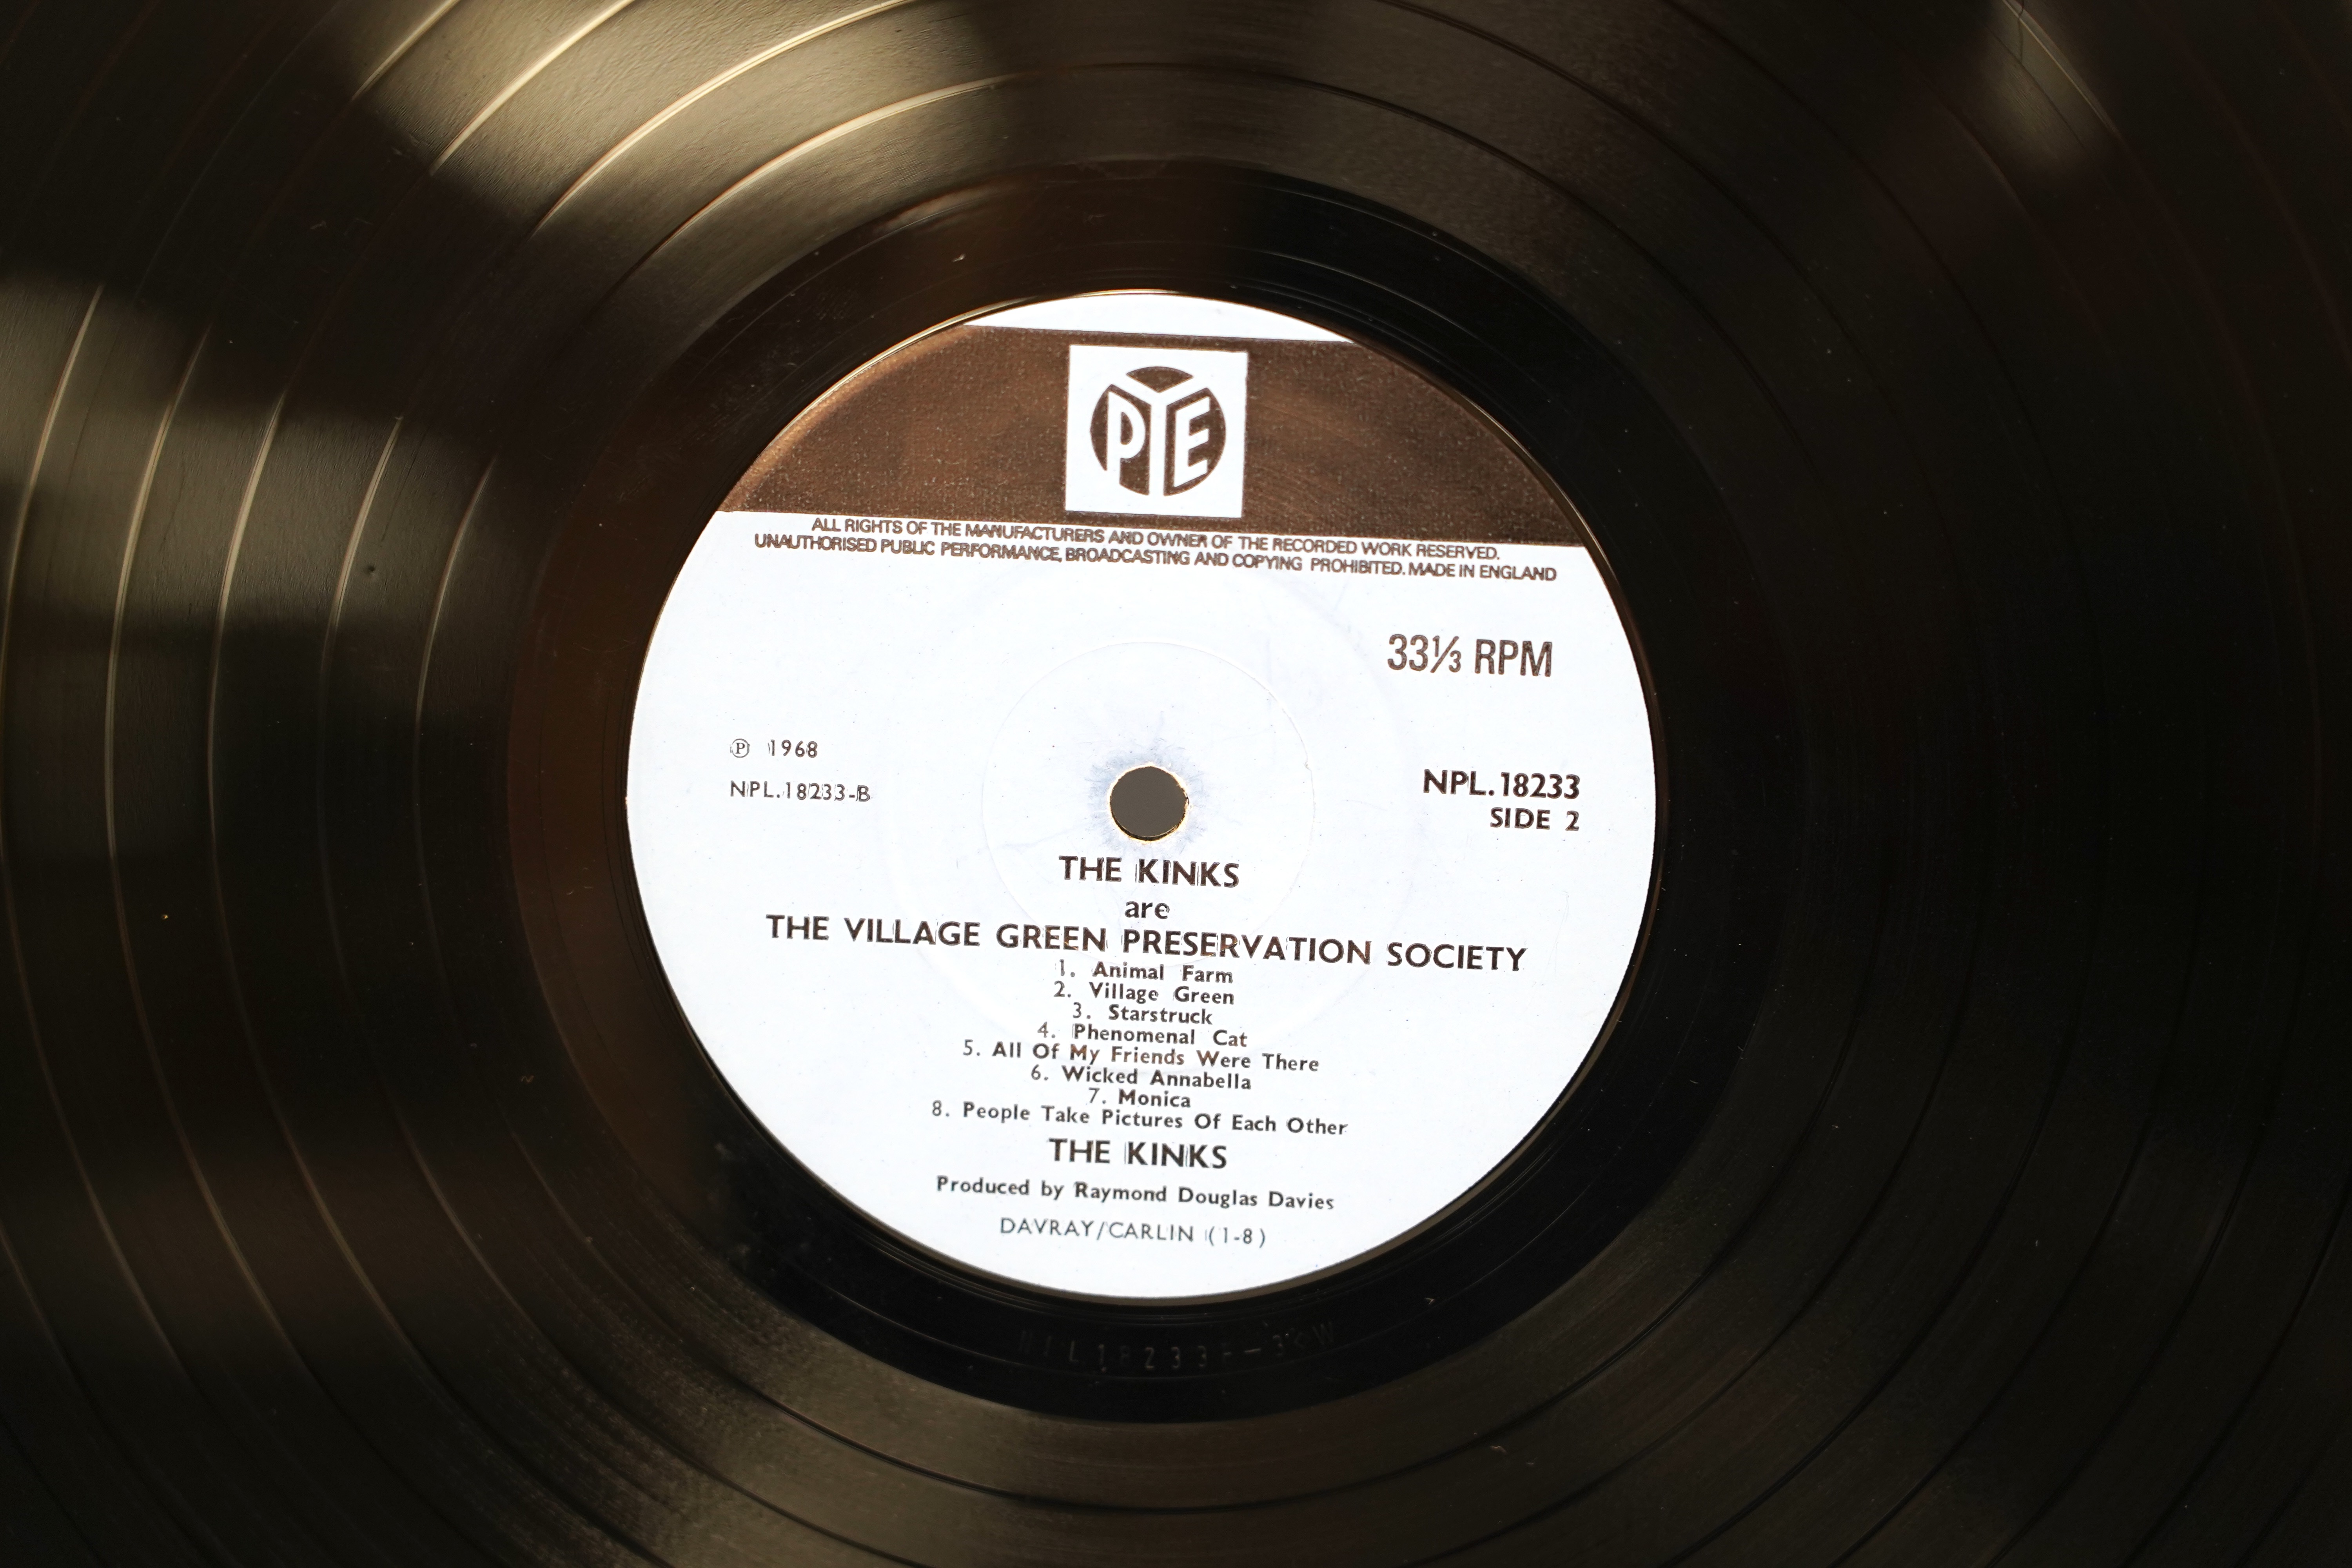 PYE
ALL RIGHTS OF THE MANUFACTURERS AND OWNER OF THE RECORDED WORK RESERVED.
UNAUTHORISED PUBLIC PERFORMANCE, BROADCASTING AND COPYING PROHIBITED. MADE IN ENGLAND
33⅓ RPM
℗ 1968
NPL.18233-B
NPL.18233
SIDE 2
THE KINKS
are
THE VILLAGE GREEN PRESERVATION SOCIETY
1. Animal Farm
2. Village Green
3. Starstruck
4. Phenomenal Cat
5. All Of My Friends Were There
6. Wicked Annabella
7. Monica
8. People Take Pictures Of Each Other
THE KINKS
Produced by Raymond Douglas Davies
DAVRAY/CARLIN (1-8)